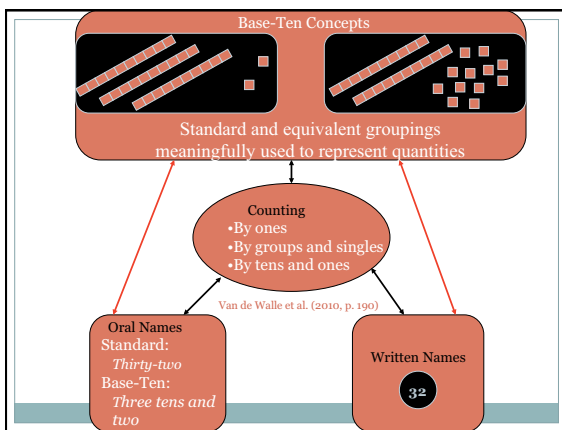 Base-Ten Concepts
Standard and equivalent groupings
meaningfully used to represent quantities
Counting
•By ones
•By groups and singles
•By tens and ones
Van de Walle et al. (2010, p. 190)
Oral Names
Standard:
Thirty-two
Base-Ten:
Three tens and
two
Written Names
32